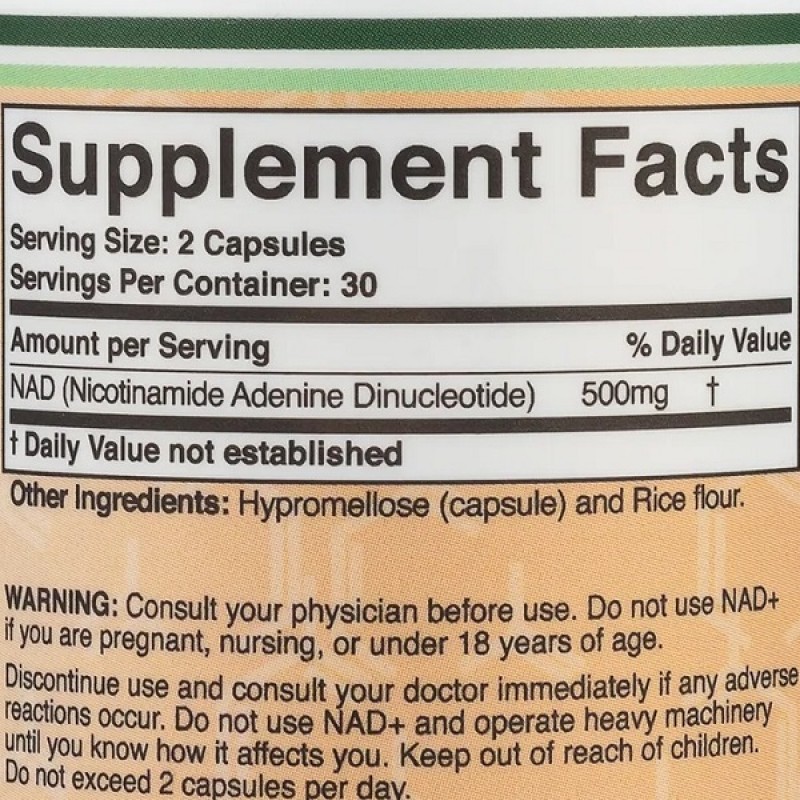 Supplement Facts
Serving Size: 2 Capsules
Servings Per Container: 30
Amount per Serving % Daily Value
NAD (Nicotinamide Adenine Dinucleotide) 500mg †
† Daily Value not established
Other Ingredients: Hypromellose (capsule) and Rice flour.
WARNING: Consult your physician before use. Do not use NAD+
if you are pregnant, nursing, or under 18 years of age.
Discontinue use and consult your doctor immediately if any adverse
reactions occur. Do not use NAD+ and operate heavy machinery
until you know how it affects you. Keep out of reach of children.
Do not exceed 2 capsules per day.